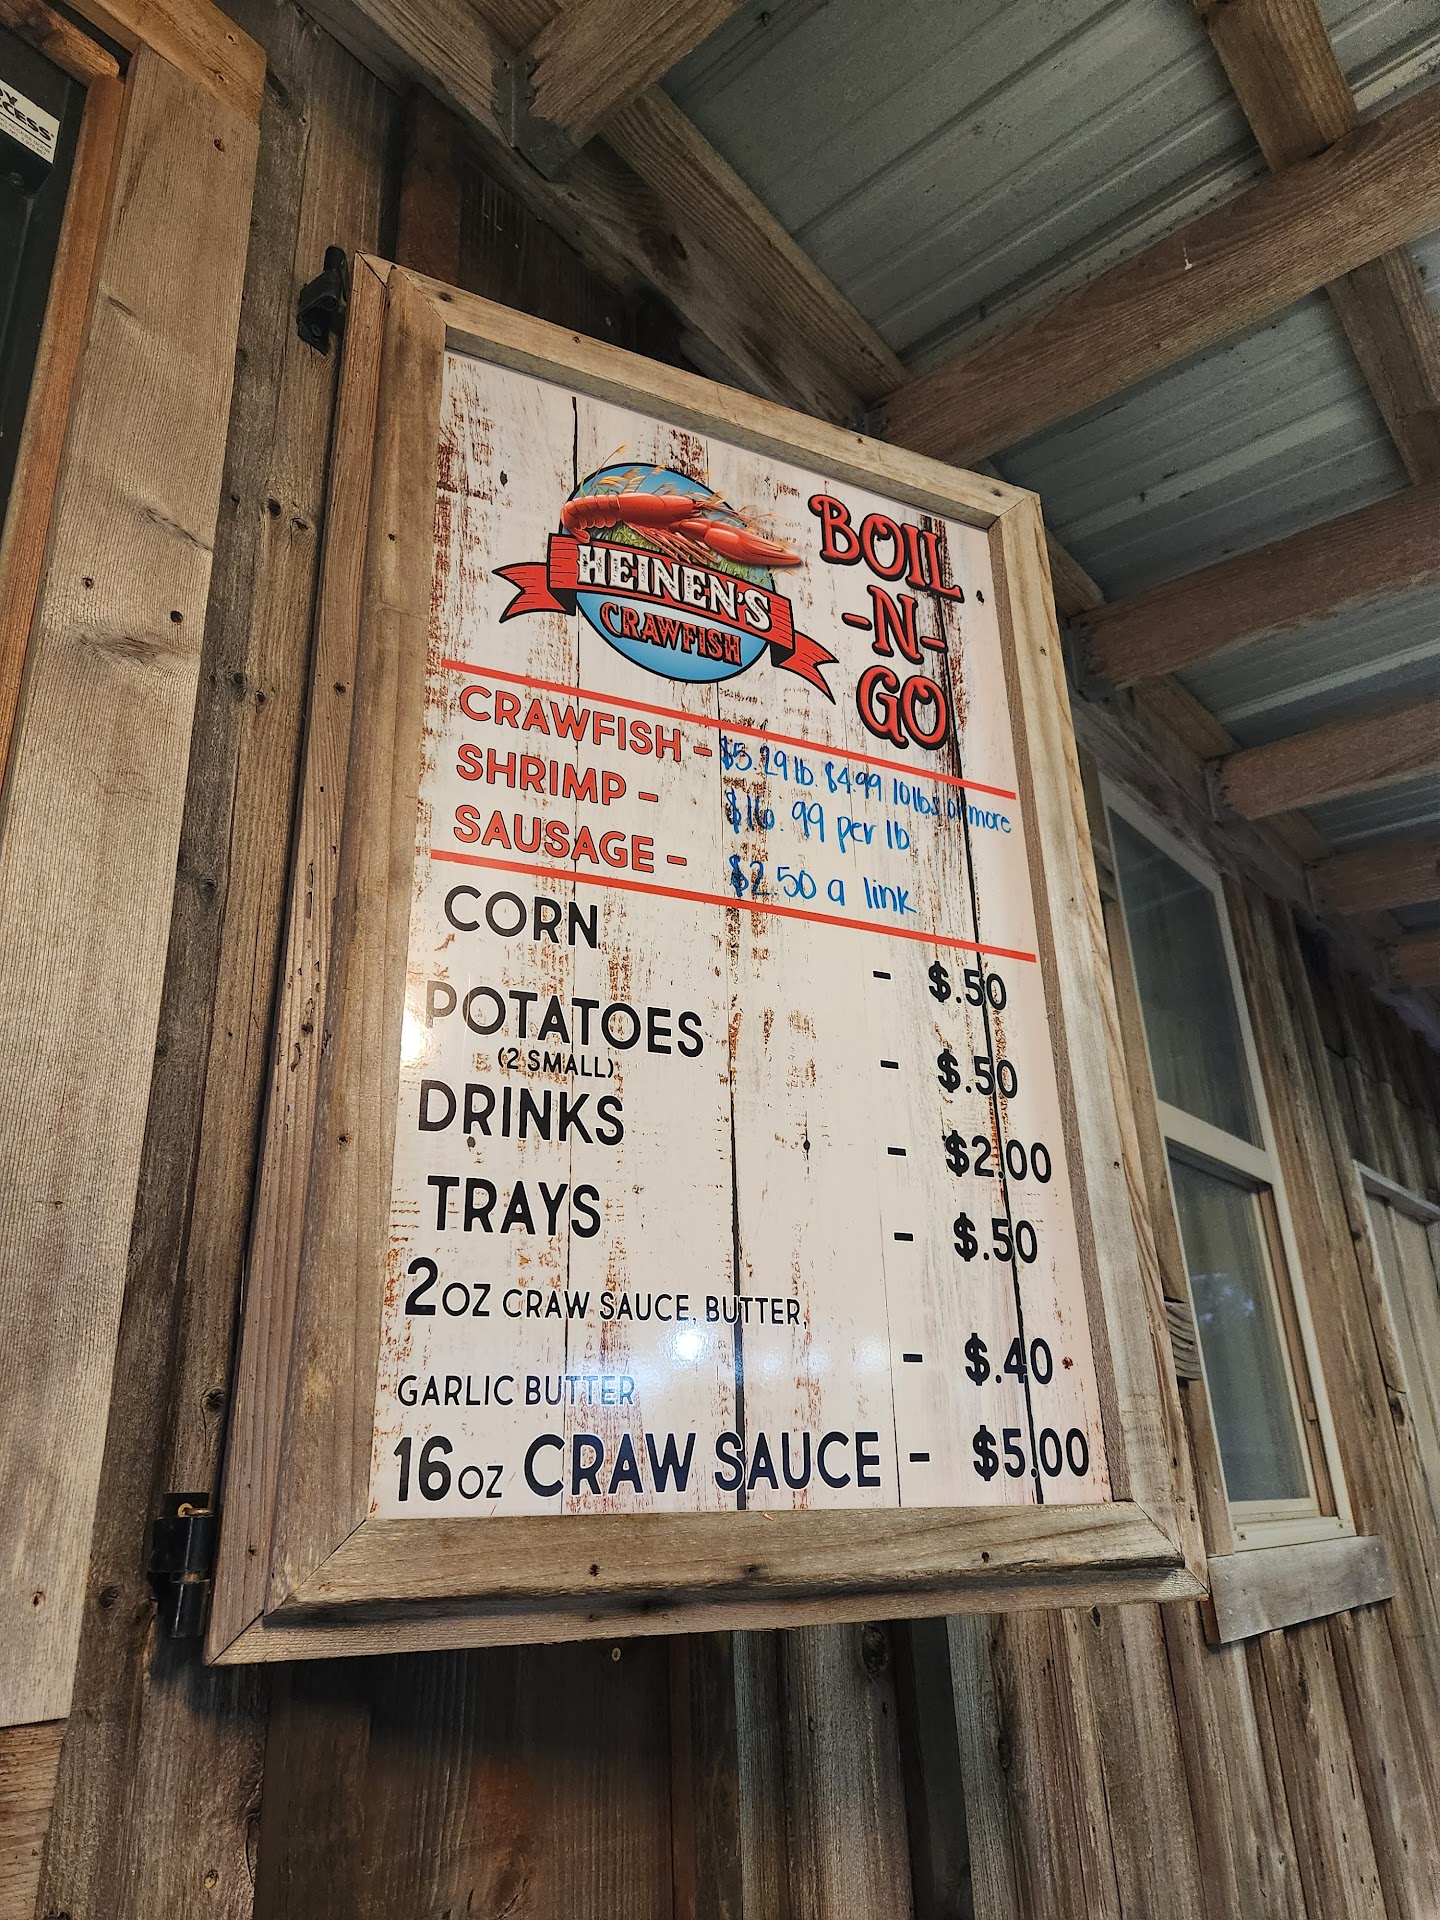 CCESS
HEINEN'S
CRAWFISH
BOIL
-N-
GO
CRAWFISH - $5.29 lb. $4.99 10 lbs or more
SHRIMP - $16.99 per lb
SAUSAGE - $2.50 a link
CORN - $.50
POTATOES - $.50
(2 SMALL)
DRINKS - $2.00
TRAYS - $.50
2OZ CRAW SAUCE, BUTTER,
GARLIC BUTTER - $.40
16OZ CRAW SAUCE - $5.00